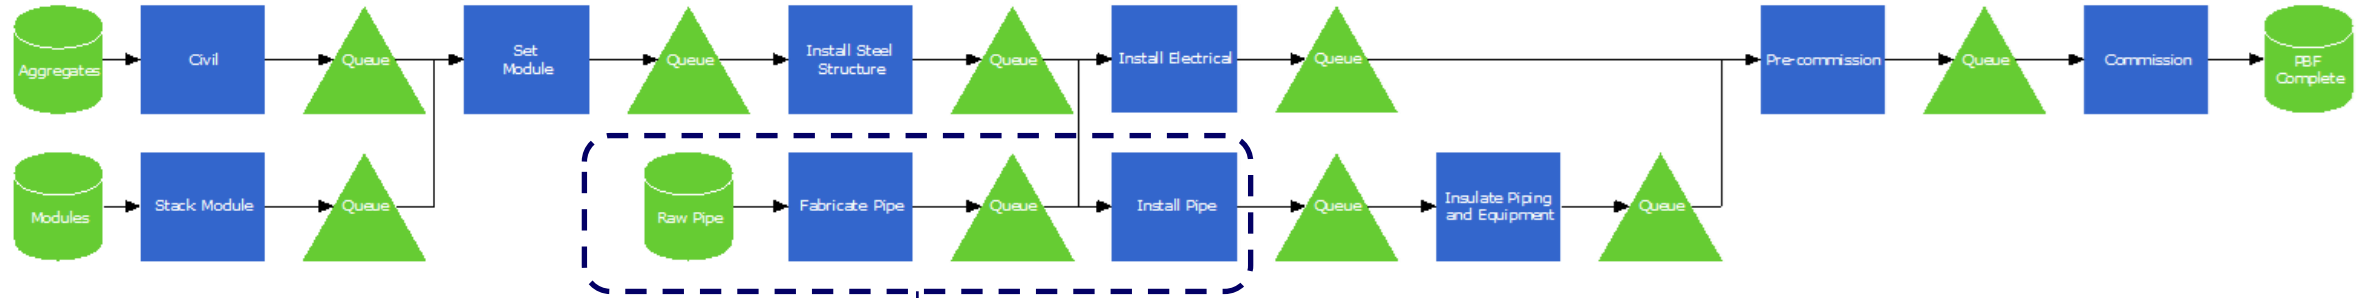 Aggregates
Civil
Queue
Set
Module
Queue
Install Steel
Structure
Queue
Install Electrical
Queue
Pre-commission
Queue
Commission
PBF
Complete
Modules
Stack Module
Queue
Raw Pipe
Fabricate Pipe
Queue
Install Pipe
Queue
Insulate Piping
and Equipment
Queue